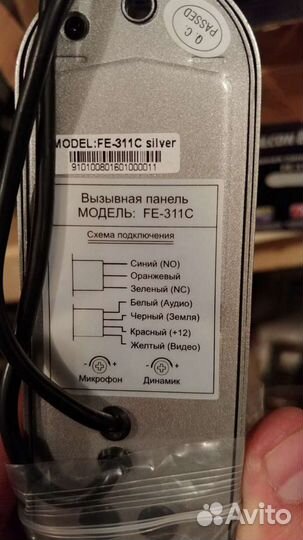 Q.C.
PASSED
MODEL:FE-311C silver
910100801601000011
Вызывная панель
МОДЕЛЬ: FE-311C
Схема подключения
Синий (NO)
Оранжевый
Зеленый (NC)
Белый (Аудио)
Черный (Земля)
Красный (+12)
Желтый (Видео)
- + - +
Микрофон Динамик
Avito